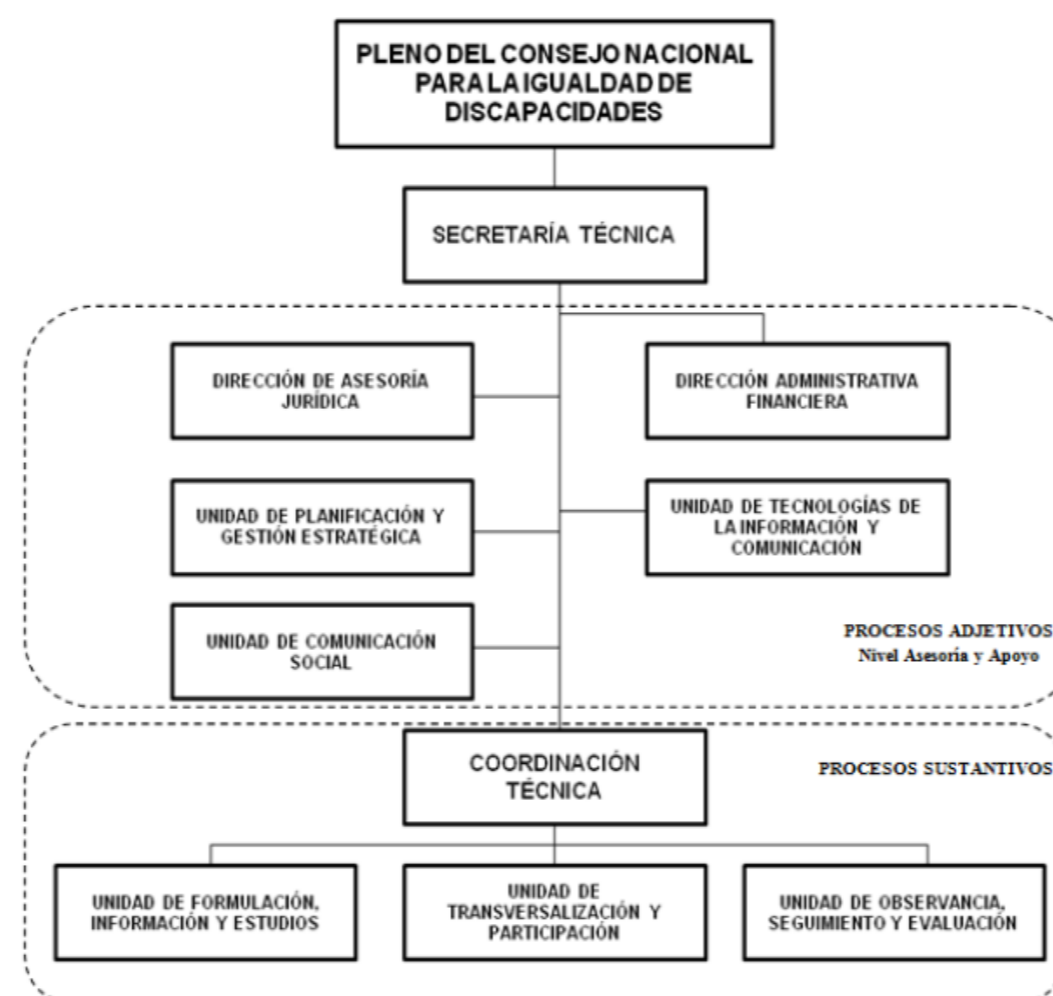 PLENO DEL CONSEJO NACIONAL
PARA LA IGUALDAD DE
DISCAPACIDADES
SECRETARÍA TÉCNICA
DIRECCIÓN DE ASESORÍA
JURÍDICA
DIRECCIÓN ADMINISTRATIVA
FINANCIERA
UNIDAD DE PLANIFICACIÓN Y
GESTIÓN ESTRATÉGICA
UNIDAD DE TECNOLOGÍAS DE
LA INFORMACIÓN Y
COMUNICACIÓN
UNIDAD DE COMUNICACIÓN
SOCIAL
PROCESOS ADJETIVOS
Nivel Asesoría y Apoyo
COORDINACIÓN
TÉCNICA
PROCESOS SUSTANTIVOS
UNIDAD DE FORMULACIÓN,
INFORMACIÓN Y ESTUDIOS
UNIDAD DE
TRANSVERSALIZACIÓN Y
PARTICIPACIÓN
UNIDAD DE OBSERVANCIA,
SEGUIMIENTO Y EVALUACIÓN